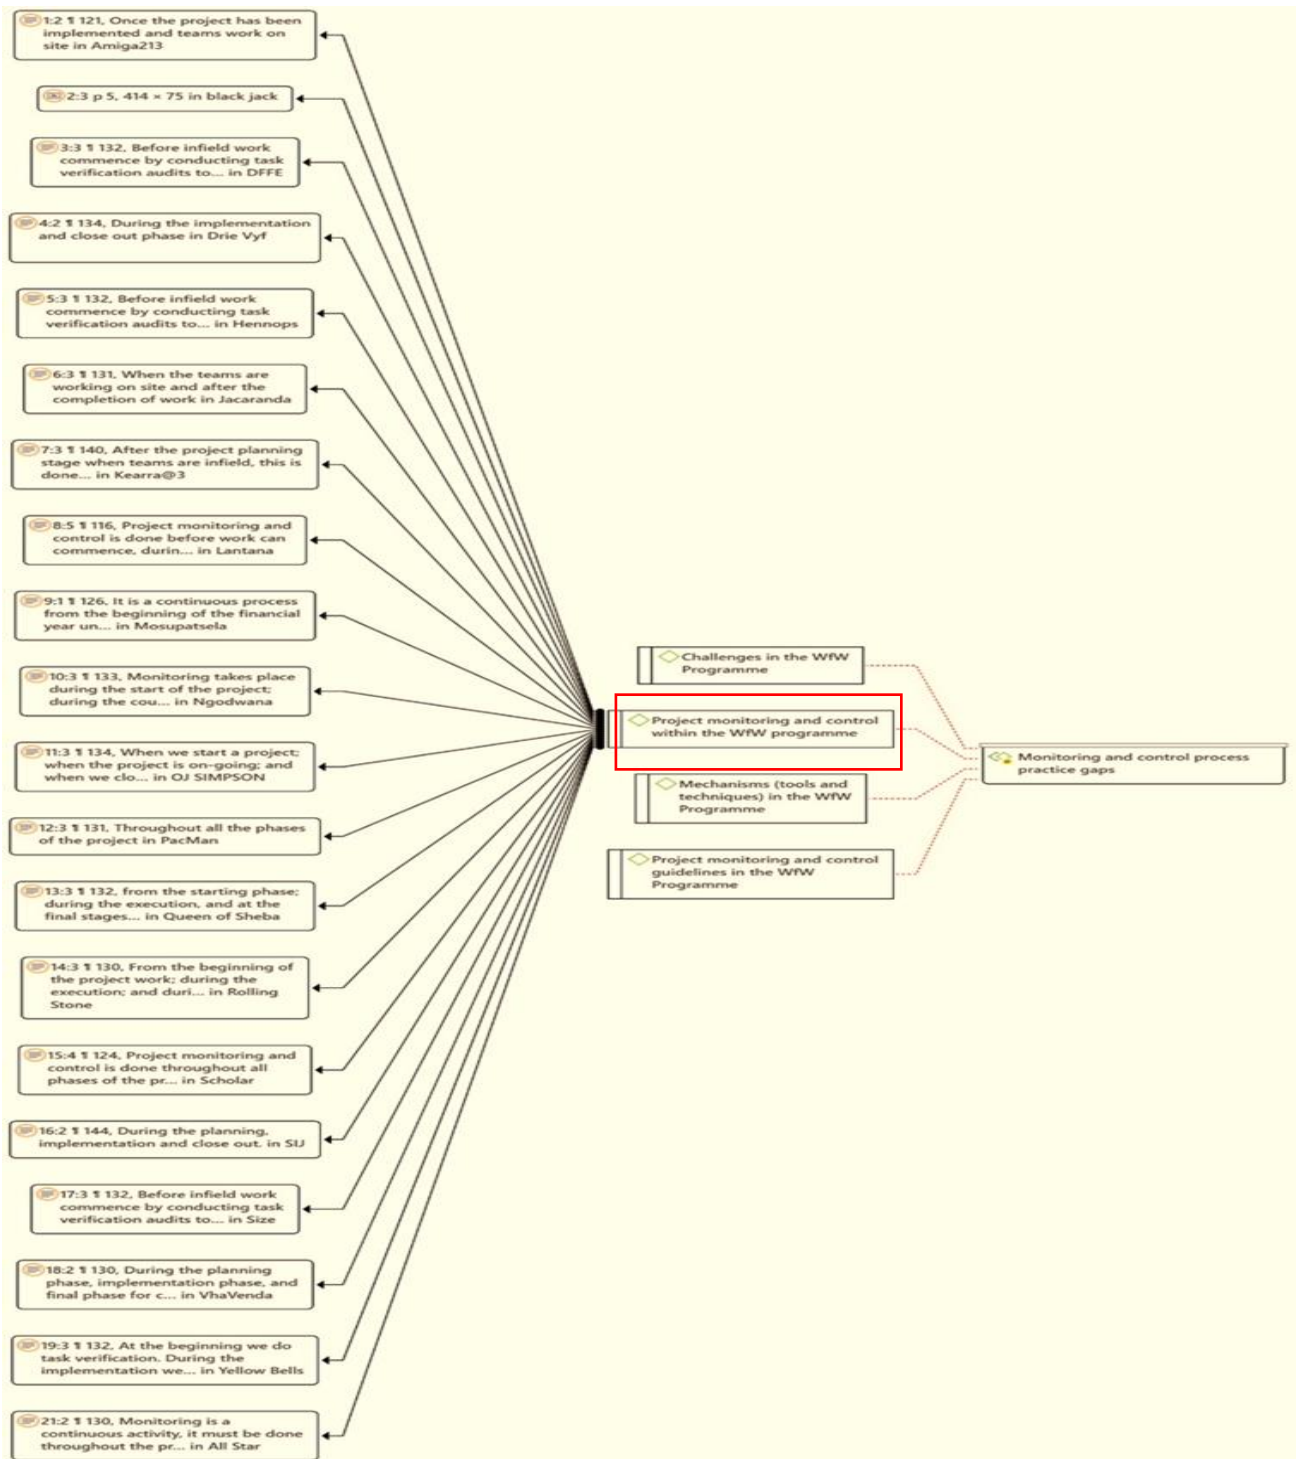 1:2 ¶ 121, Once the project has been
implemented and teams work on
site in Amiga213
2:3 p 5, 414 × 75 in black jack
3:3 ¶ 132, Before infield work
commence by conducting task
verification audits to... in DFFE
4:2 ¶ 134, During the implementation
and close out phase in Drie Vyf
5:3 ¶ 132, Before infield work
commence by conducting task
verification audits to... in Hennops
6:3 ¶ 131, When the teams are
working on site and after the
completion of work in Jacaranda
7:3 ¶ 140, After the project planning
stage when teams are infield, this is
done... in Kearra@3
8:5 ¶ 116, Project monitoring and
control is done before work can
commence, durin... in Lantana
9:1 ¶ 126, It is a continuous process
from the beginning of the financial
year un... in Mosupatsela
10:3 ¶ 133, Monitoring takes place
during the start of the project;
during the cou... in Ngodwana
11:3 ¶ 134, When we start a project;
when the project is on-going; and
when we clo... in OJ SIMPSON
12:3 ¶ 131, Throughout all the phases
of the project in PacMan
13:3 ¶ 132, from the starting phase;
during the execution, and at the
final stages... in Queen of Sheba
14:3 ¶ 130, From the beginning of
the project work; during the
execution; and duri... in Rolling
Stone
15:4 ¶ 124, Project monitoring and
control is done throughout all
phases of the pr... in Scholar
16:2 ¶ 144, During the planning,
implementation and close out. in SIJ
17:3 ¶ 132, Before infield work
commence by conducting task
verification audits to... in Size
18:2 ¶ 130, During the planning
phase, implementation phase, and
final phase for c... in VhaVenda
19:3 ¶ 132, At the beginning we do
task verification. During the
implementation we... in Yellow Bells
21:2 ¶ 130, Monitoring is a
continuous activity, it must be done
throughout the pr... in All Star
Challenges in the WfW
Programme
Project monitoring and control
within the WfW programme
Mechanisms (tools and
techniques) in the WfW
Programme
Project monitoring and control
guidelines in the WfW
Programme
Monitoring and control process
practice gaps